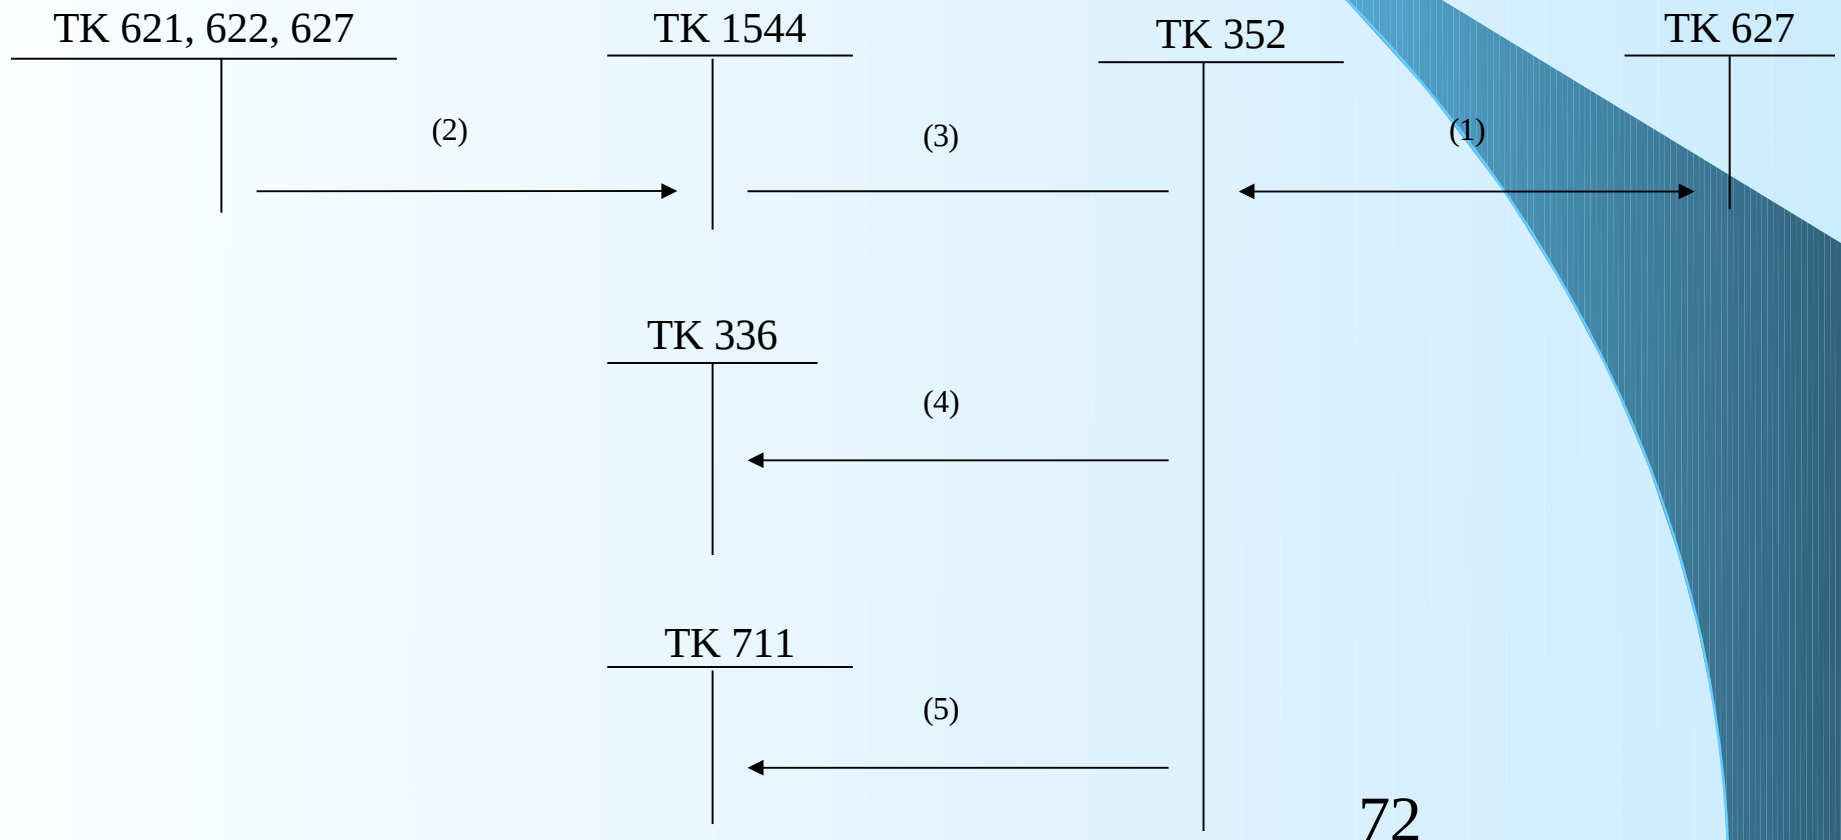 TK 621, 622, 627
TK 1544
TK 352
TK 627
(2)
(3)
(1)
TK 336
(4)
TK 711
(5)
72